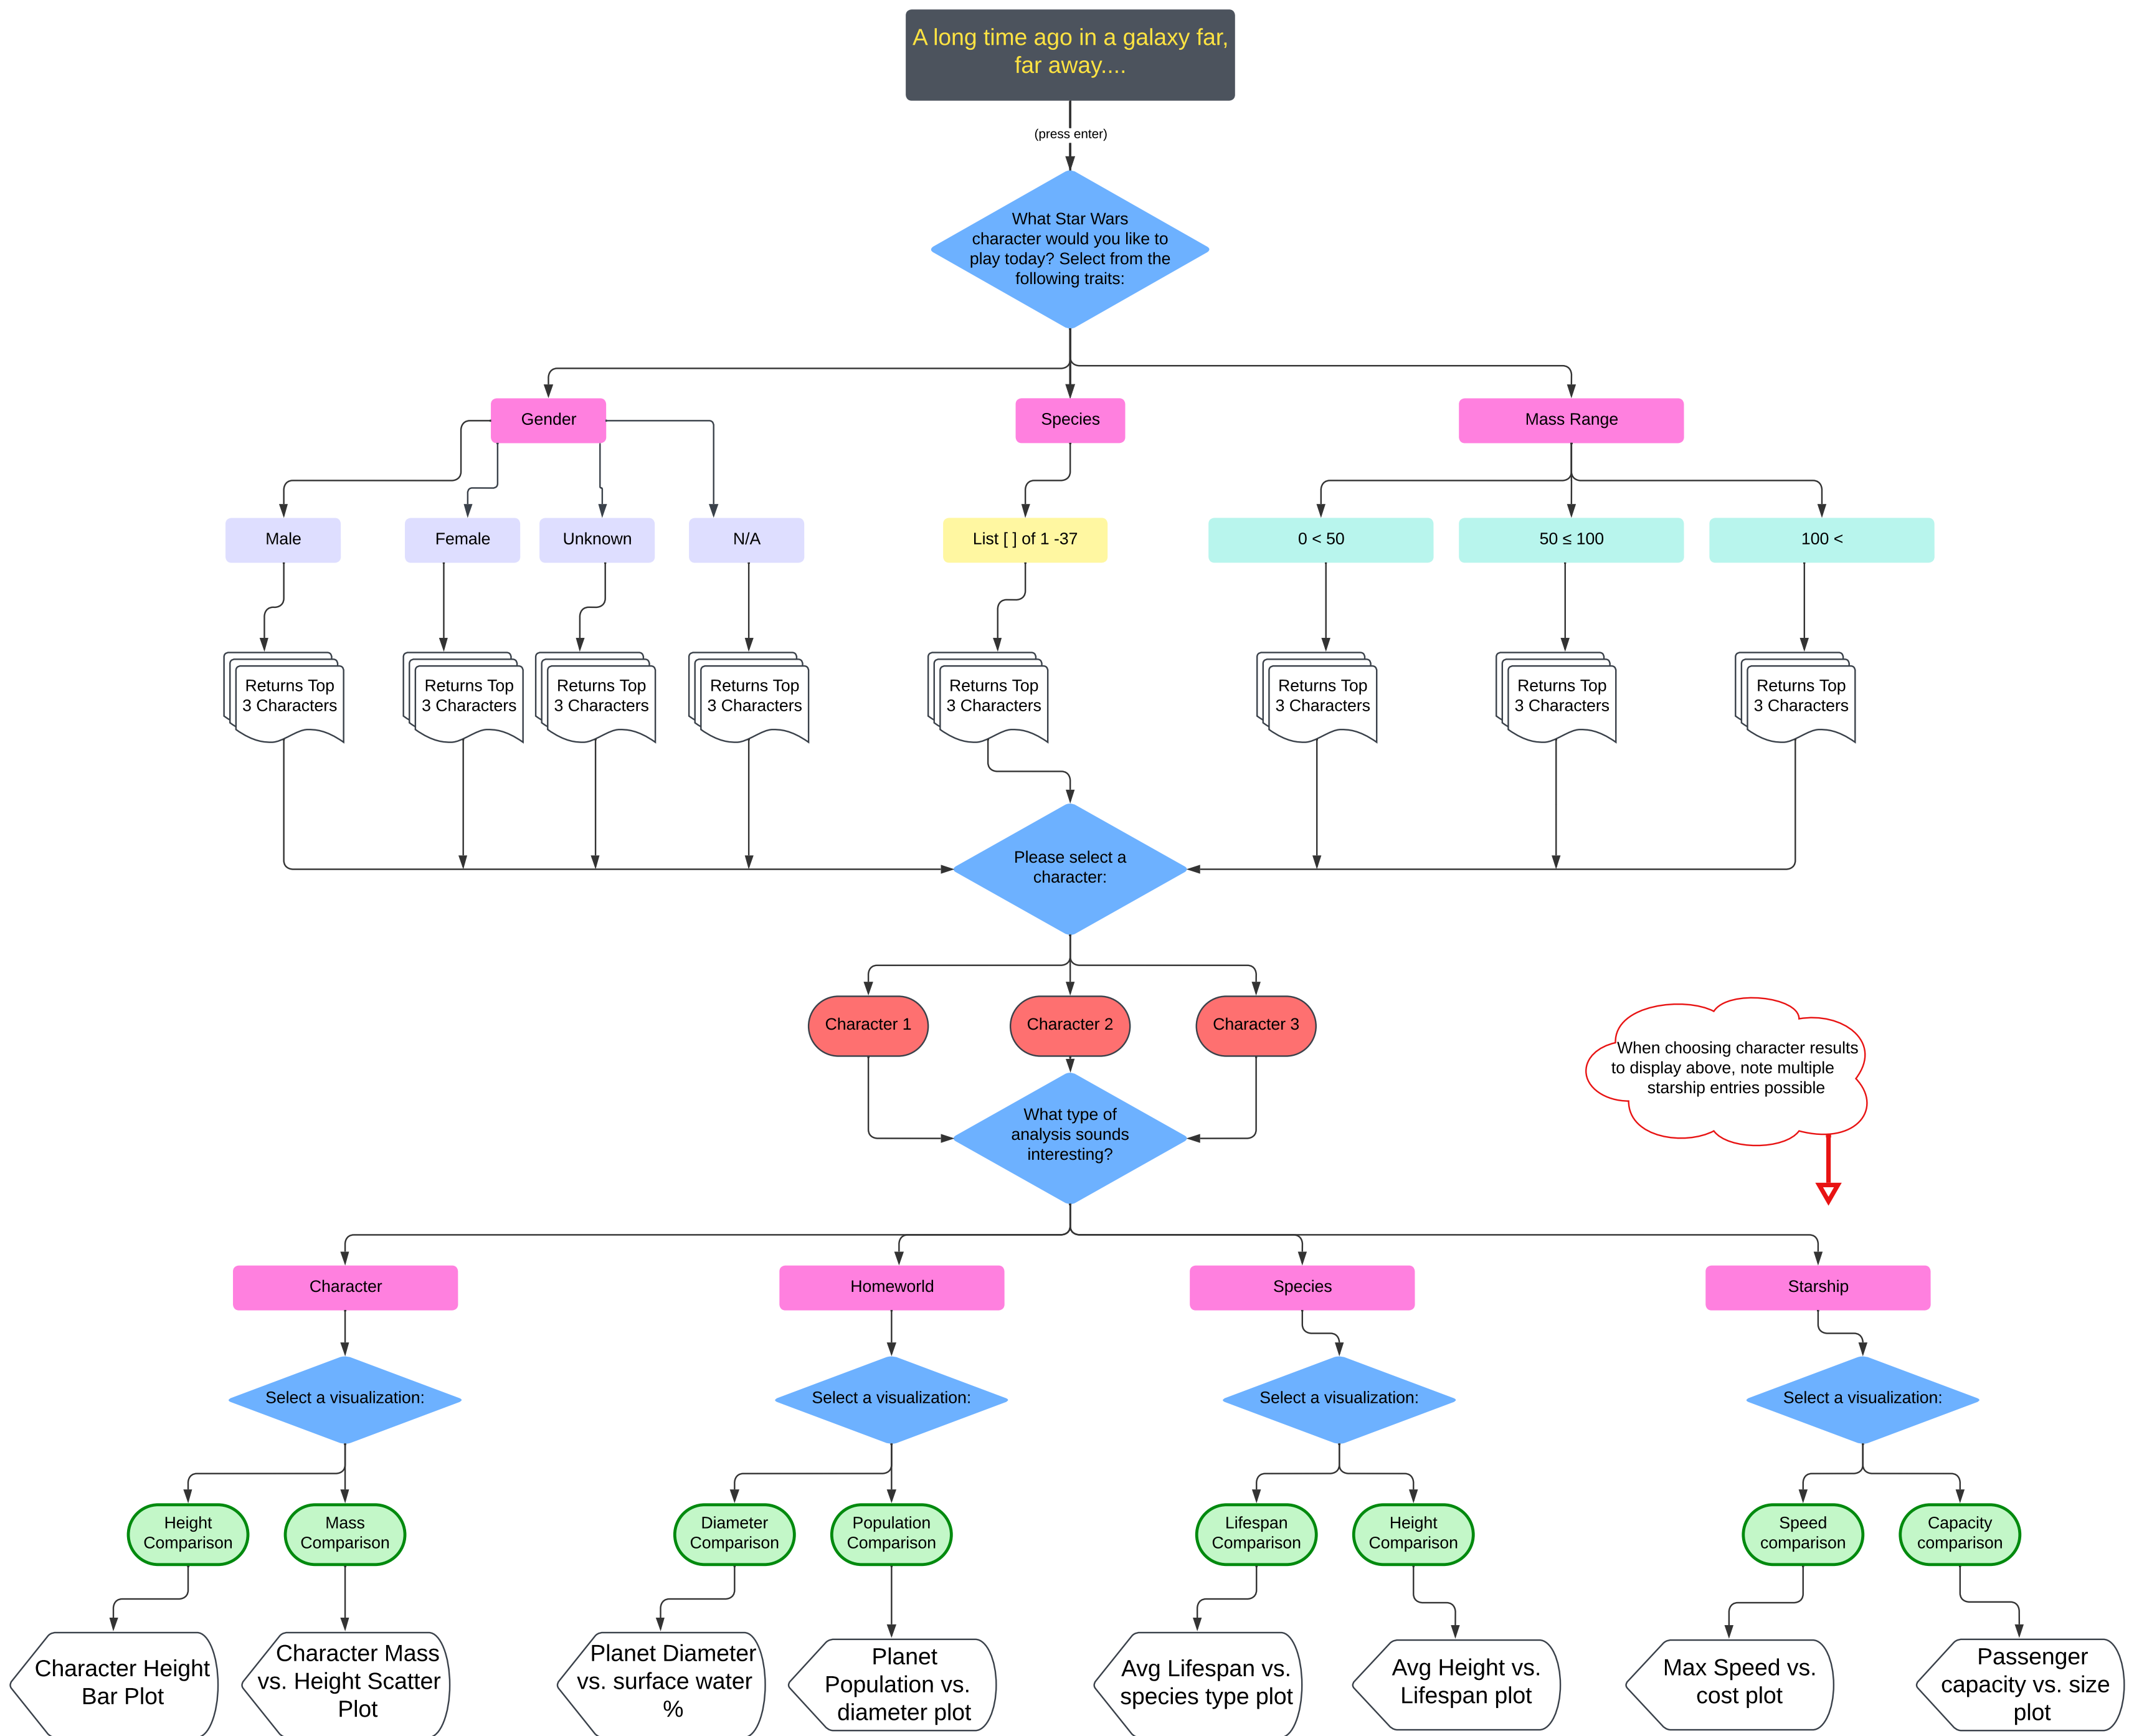 A long time ago in a galaxy far,
far away....
(press enter)
What Star Wars
character would you like to
play today? Select from the
following traits:
Gender
Species
Mass Range
Male
Female
Unknown
N/A
List [ ] of 1 -37
0 < 50
50 ≤ 100
100 <
Returns Top
3 Characters
Returns Top
3 Characters
Returns Top
3 Characters
Returns Top
3 Characters
Returns Top
3 Characters
Returns Top
3 Characters
Returns Top
3 Characters
Returns Top
3 Characters
Please select a
character:
Character 1
Character 2
Character 3
When choosing character results
to display above, note multiple
starship entries possible
What type of
analysis sounds
interesting?
Character
Homeworld
Species
Starship
Select a visualization:
Select a visualization:
Select a visualization:
Select a visualization:
Height
Comparison
Mass
Comparison
Diameter
Comparison
Population
Comparison
Lifespan
Comparison
Height
Comparison
Speed
comparison
Capacity
comparison
Character Height
Bar Plot
Character Mass
vs. Height Scatter
Plot
Planet Diameter
vs. surface water
%
Planet
Population vs.
diameter plot
Avg Lifespan vs.
species type plot
Avg Height vs.
Lifespan plot
Max Speed vs.
cost plot
Passenger
capacity vs. size
plot